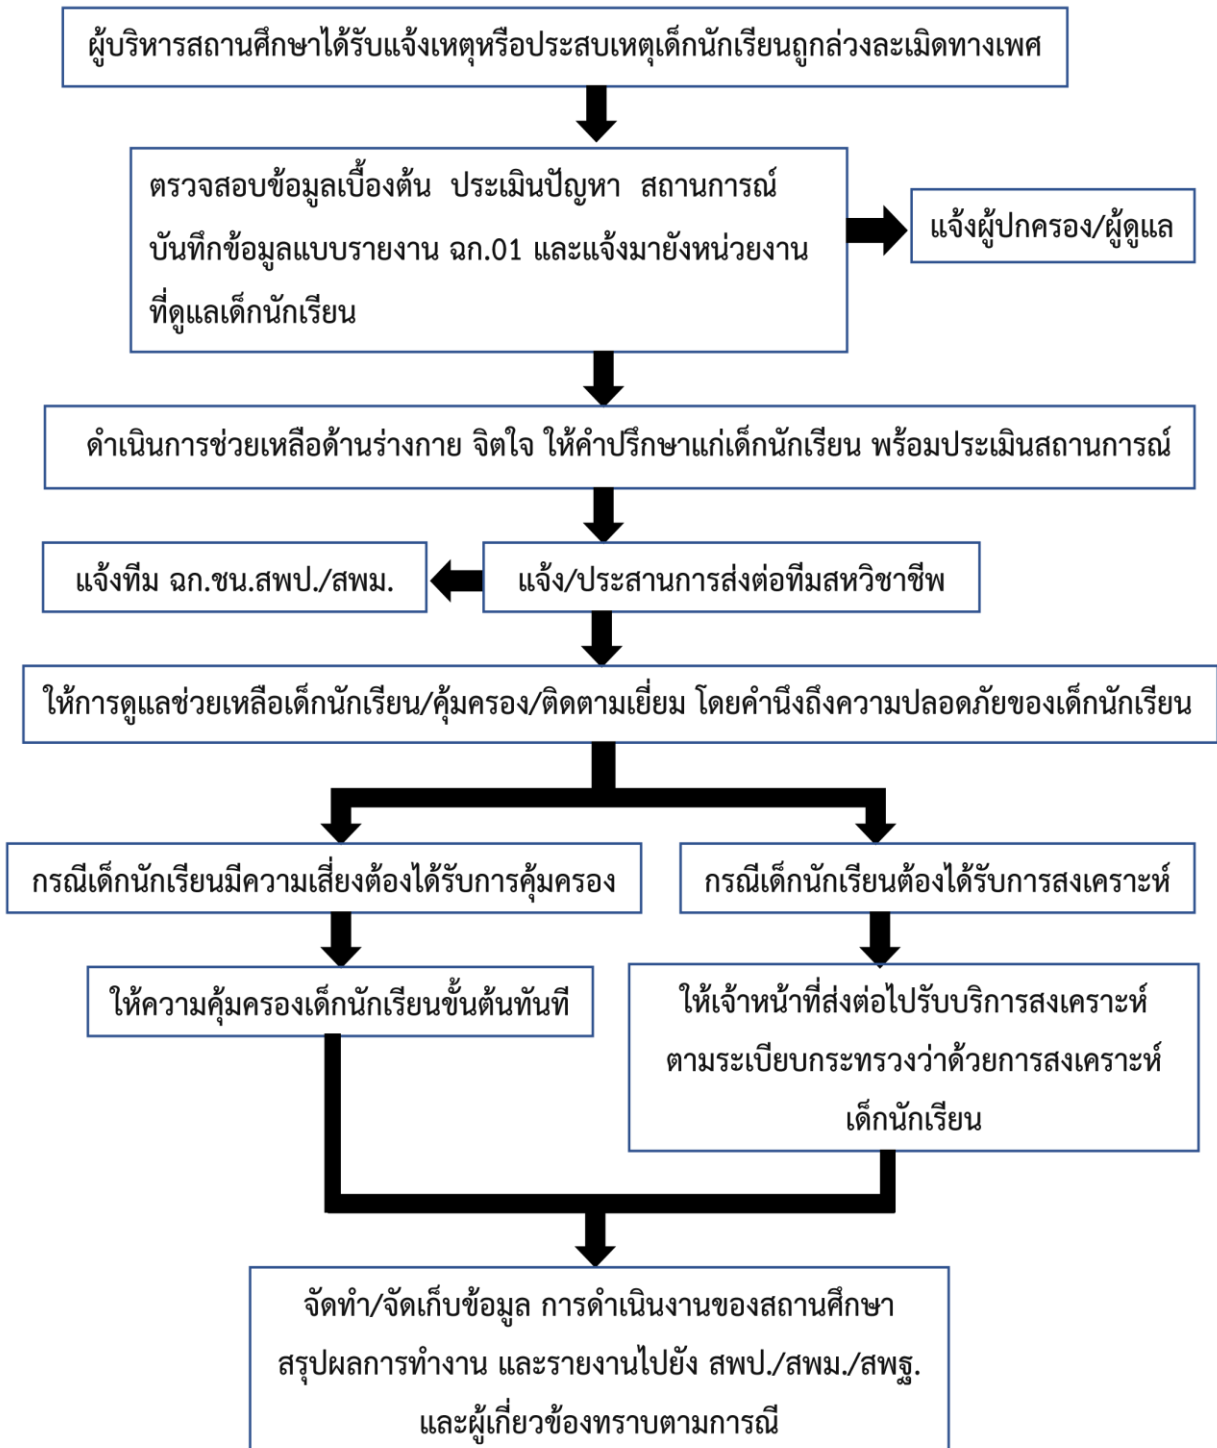 ผู้บริหารสถานศึกษาได้รับแจ้งเหตุหรือประสบเหตุเด็กนักเรียนถูกล่วงละเมิดทางเพศ
ตรวจสอบข้อมูลเบื้องต้น ประเมินปัญหา สถานการณ์
บันทึกข้อมูลแบบรายงาน ฉก.01 และแจ้งมายังหน่วยงาน
ที่ดูแลเด็กนักเรียน
แจ้งผู้ปกครอง/ผู้ดูแล
ดำเนินการช่วยเหลือด้านร่างกาย จิตใจ ให้คำปรึกษาแก่เด็กนักเรียน พร้อมประเมินสถานการณ์
แจ้งทีม ฉก.ชน.สพป./สพม.
แจ้ง/ประสานการส่งต่อทีมสหวิชาชีพ
ให้การดูแลช่วยเหลือเด็กนักเรียน/คุ้มครอง/ติดตามเยี่ยม โดยคำนึงถึงความปลอดภัยของเด็กนักเรียน
กรณีเด็กนักเรียนมีความเสี่ยงต้องได้รับการคุ้มครอง
กรณีเด็กนักเรียนต้องได้รับการสงเคราะห์
ให้ความคุ้มครองเด็กนักเรียนขั้นต้นทันที
ให้เจ้าหน้าที่ส่งต่อไปรับบริการสงเคราะห์
ตามระเบียบกระทรวงว่าด้วยการสงเคราะห์
เด็กนักเรียน
จัดทำ/จัดเก็บข้อมูล การดำเนินงานของสถานศึกษา
สรุปผลการทำงาน และรายงานไปยัง สพป./สพม./สพฐ.
และผู้เกี่ยวข้องทราบตามการณี